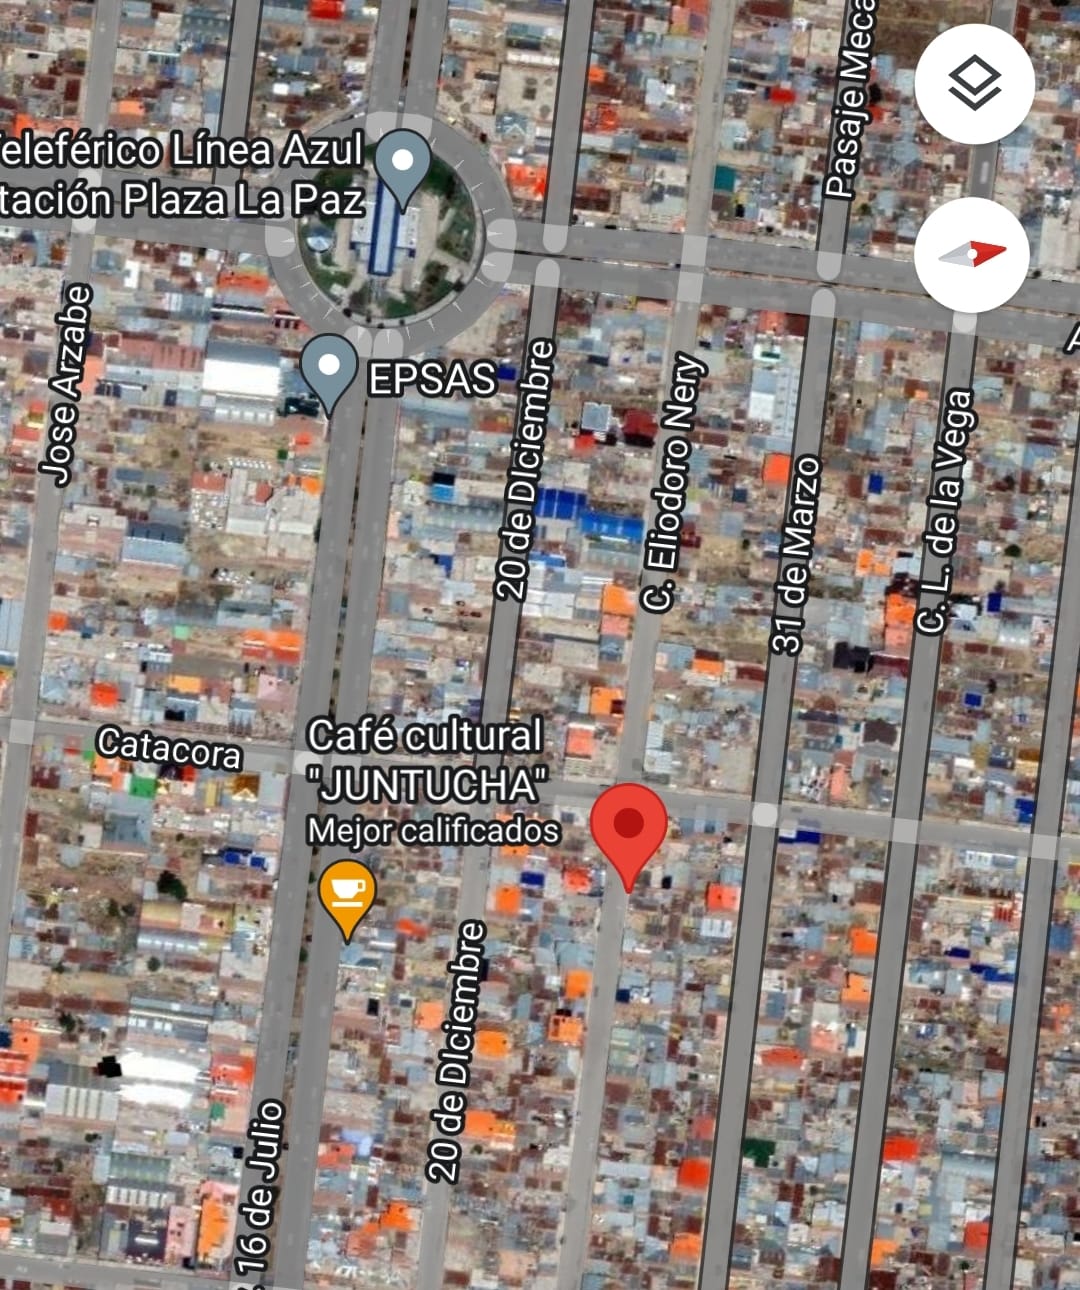 Pasaje Meca
eleférico Línea Azul
tación Plaza La Paz
Jose Arzabe
EPSAS
20 de DIciembre
C. Eliodoro Nery
31 de Marzo
C. L. de la Vega
A
Catacora
Café cultural
"JUNTUCHA"
Mejor calificados
20 de DIciembre
16 de Julio